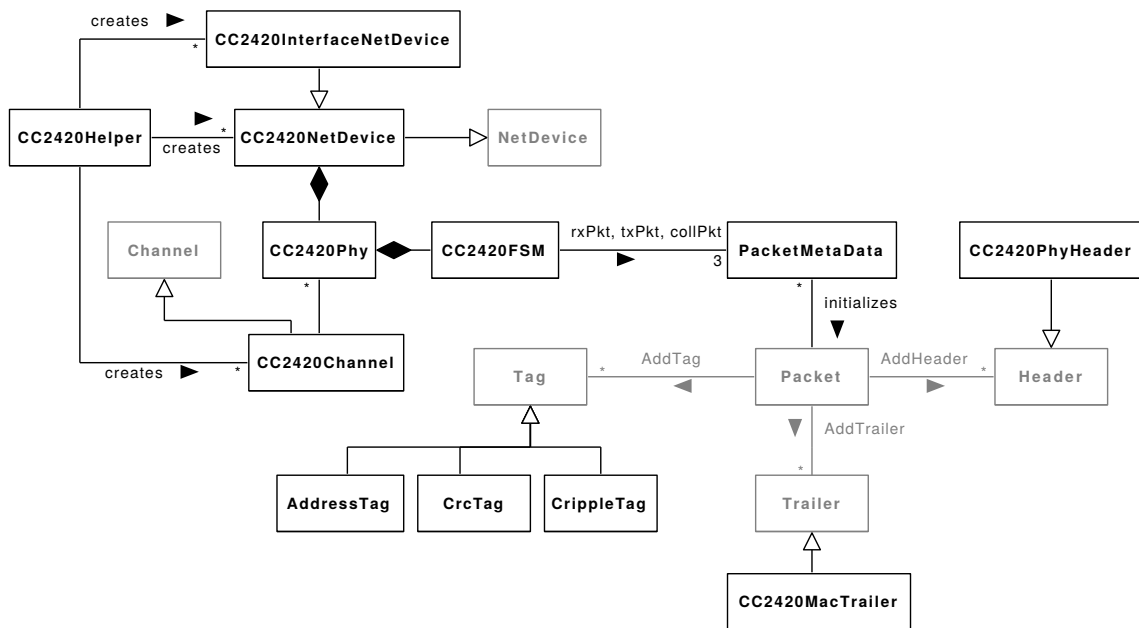 creates
*
CC2420InterfaceNetDevice
CC2420Helper
*
creates
CC2420NetDevice
NetDevice
Channel
CC2420Phy
*
CC2420FSM
rxPkt, txPkt, collPkt
3
PacketMetaData
*
CC2420PhyHeader
initializes
creates
*
CC2420Channel
Tag
*
AddTag
Packet
AddHeader
*
Header
AddTrailer
*
AddressTag
CrcTag
CrippleTag
Trailer
CC2420MacTrailer